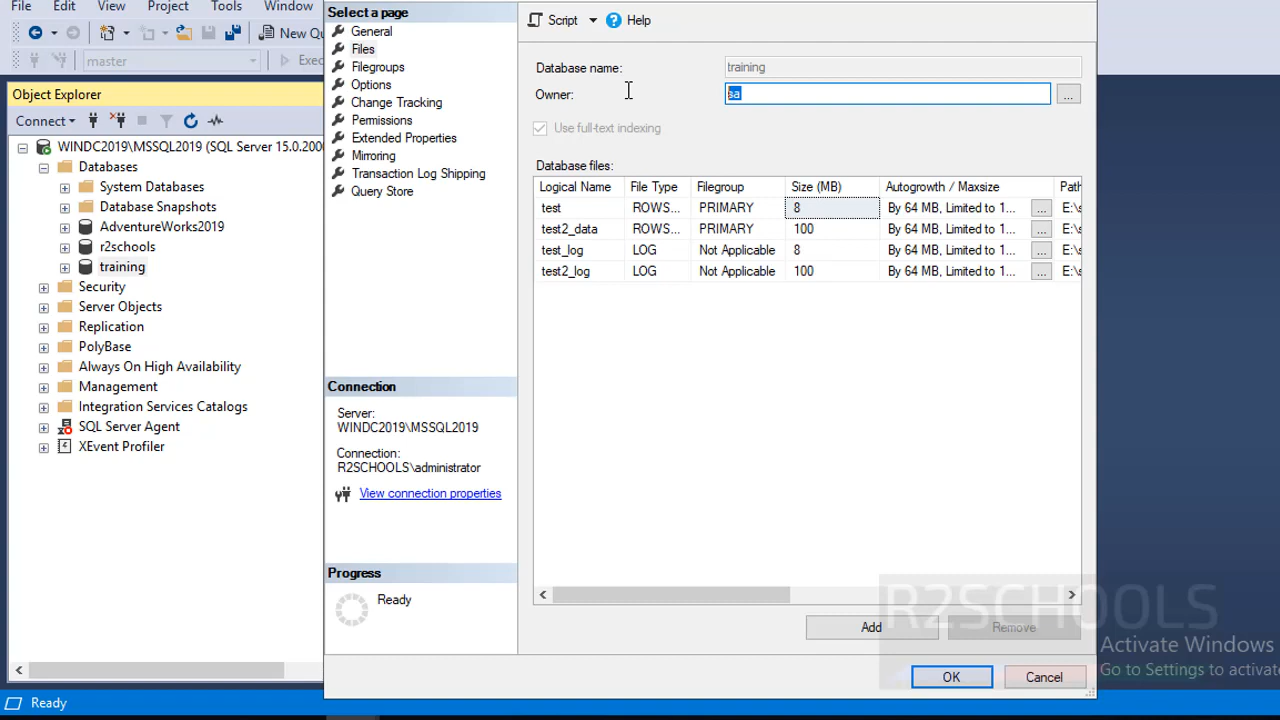 File Edit View Project Tools Window
New Qu
master
Exec
Object Explorer
Connect
WINDC2019\MSSQL2019 (SQL Server 15.0.2000
Databases
System Databases
Database Snapshots
AdventureWorks2019
r2schools
training
Security
Server Objects
Replication
PolyBase
Always On High Availability
Management
Integration Services Catalogs
SQL Server Agent
XEvent Profiler
Ready
Select a page
General
Files
Filegroups
Options
Change Tracking
Permissions
Extended Properties
Mirroring
Transaction Log Shipping
Query Store
Connection
Server:
WINDC2019\MSSQL2019
Connection:
R2SCHOOLS\administrator
View connection properties
Progress
Ready
Script Help
Database name: training
Owner: sa ...
Use full-text indexing
Database files:
Logical Name File Type Filegroup Size (MB) Autogrowth / Maxsize Path
test ROWS... PRIMARY 8 By 64 MB, Limited to 1... ... E:\s
test2_data ROWS... PRIMARY 100 By 64 MB, Limited to 1... ... E:\s
test_log LOG Not Applicable 8 By 64 MB, Limited to 1... ... E:\s
test2_log LOG Not Applicable 100 By 64 MB, Limited to 1... ... E:\s
R2SCHOOLS
Add Remove
Activate Windows
Go to Settings to activate
OK Cancel